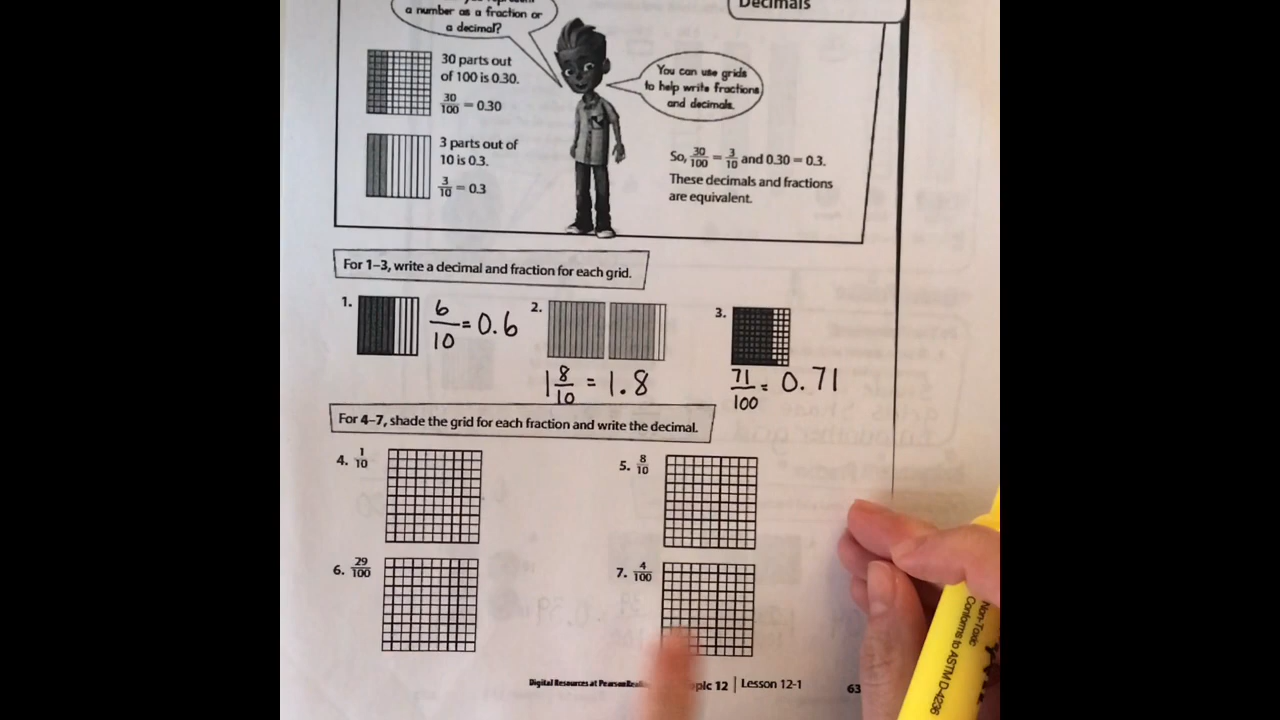 Decimals
a number as a fraction or
a decimal?
30 parts out
of 100 is 0.30.
30/100 = 0.30
You can use grids
to help write fractions
and decimals.
3 parts out of
10 is 0.3.
3/10 = 0.3
So, 30/100 = 3/10 and 0.30 = 0.3.
These decimals and fractions
are equivalent.
For 1–3, write a decimal and fraction for each grid.
1. 6/10 = 0.6
2. 1 8/10 = 1.8
3. 71/100 = 0.71
For 4–7, shade the grid for each fraction and write the decimal.
4. 1/10
5. 8/10
6. 29/100
7. 4/100
Digital Resources at
12 | Lesson 12-1
63
Non-Toxic
Conforms to ASTM D-4236